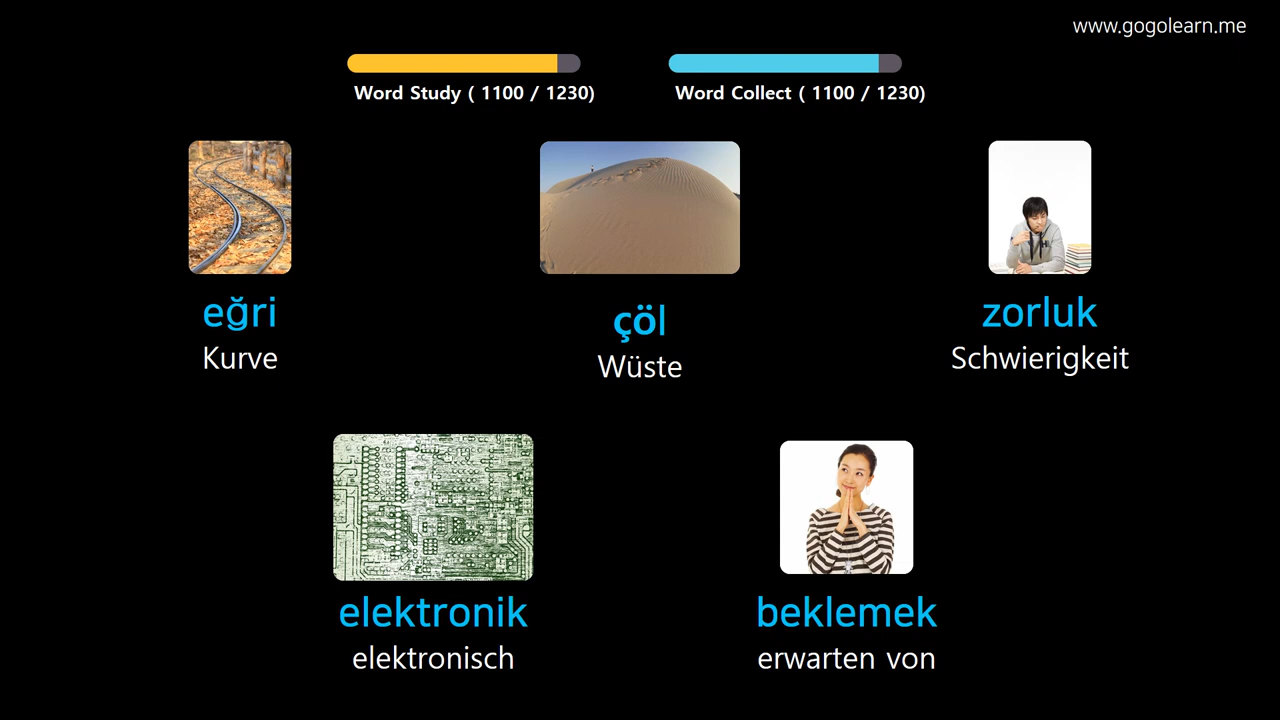 www.gogolearn.me
Word Study ( 1100 / 1230)
Word Collect ( 1100 / 1230)
eğri
Kurve
çöl
Wüste
zorluk
Schwierigkeit
elektronik
elektronisch
beklemek
erwarten von